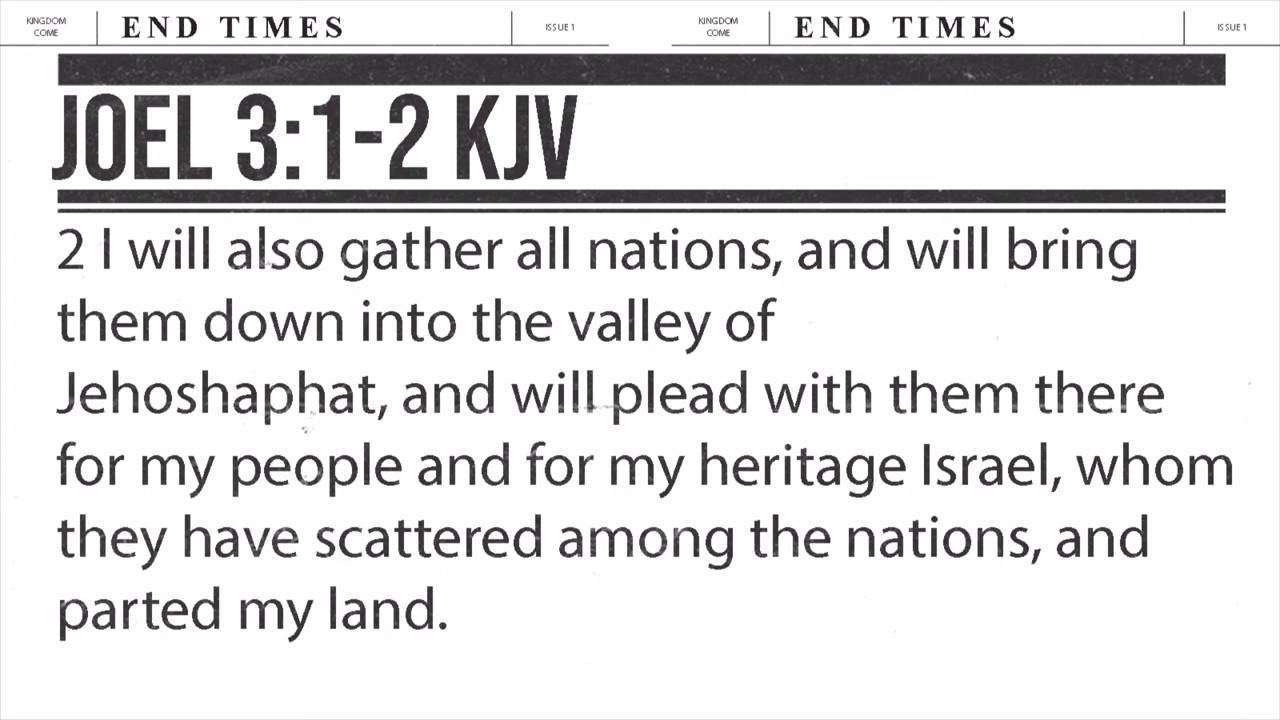 KINGDOM COME END TIMES ISSUE 1 KINGDOM COME END TIMES ISSUE 1
JOEL 3:1-2 KJV
2 I will also gather all nations, and will bring
them down into the valley of
Jehoshaphat, and will plead with them there
for my people and for my heritage Israel, whom
they have scattered among the nations, and
parted my land.